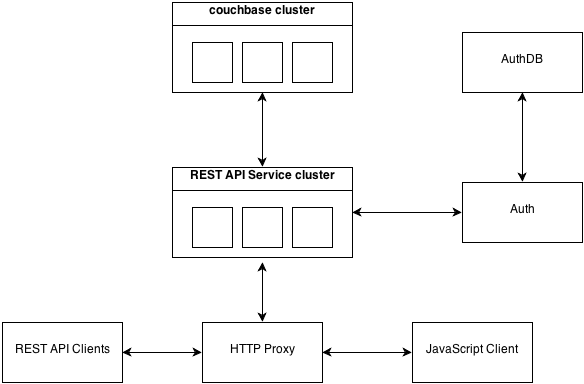 couchbase cluster
AuthDB
REST API Service cluster
Auth
REST API Clients
HTTP Proxy
JavaScript Client